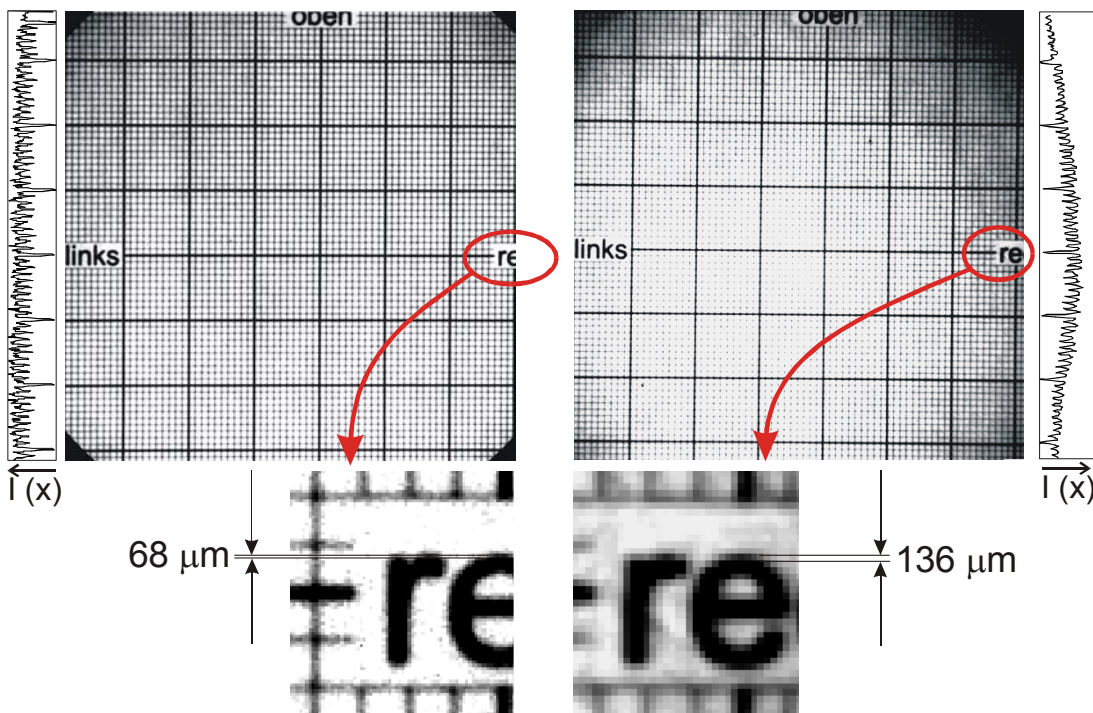 oben
oben
links
re
links
re
I (x)
I (x)
68 μm
136 μm
re
re